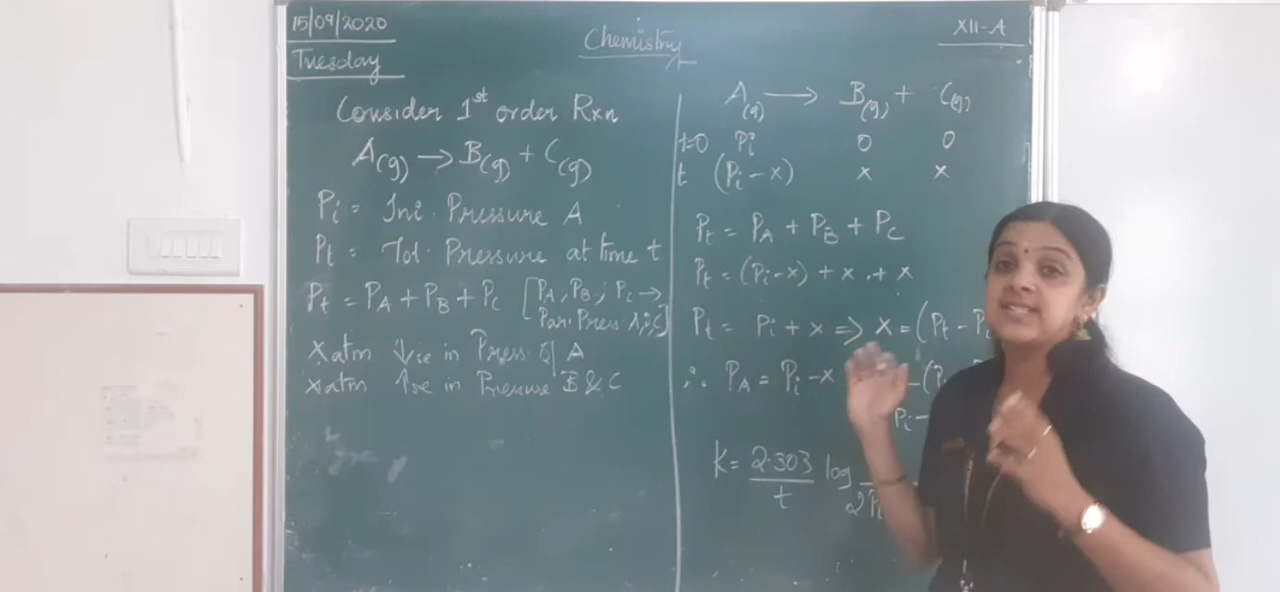 15/09/2020
Tuesday
Chemistry
XII-A
Consider 1st order Rxn
A(g) → B(g) + C(g)
Pi = Ini. Pressure A
Pt = Tot. Pressure at time t
Pt = PA + PB + PC [PA, PB, PC →
Par. Press A, B, C]
x atm ↓se in Press. of A
x atm ↑se in Pressure B & C
A(g) → B(g) + C(g)
t=0 Pi 0 0
t (Pi - x) x x
Pt = PA + PB + PC
Pt = (Pi - x) + x + x
Pt = Pi + x ⇒ x = (Pt - P
∴ PA = Pi - x - (P
Pi -
K = 2.303/t log
2Pi